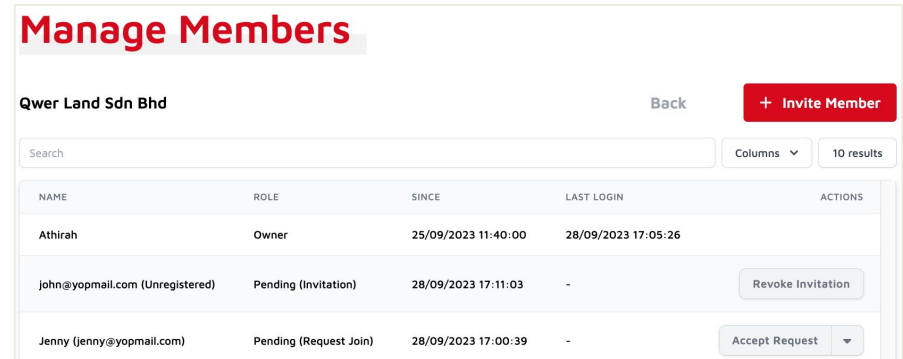 Manage Members
Qwer Land Sdn Bhd Back + Invite Member
Search Columns 10 results
NAME ROLE SINCE LAST LOGIN ACTIONS
Athirah Owner 25/09/2023 11:40:00 28/09/2023 17:05:26
john@yopmail.com (Unregistered) Pending (Invitation) 28/09/2023 17:11:03 - Revoke Invitation
Jenny (jenny@yopmail.com) Pending (Request Join) 28/09/2023 17:00:39 - Accept Request